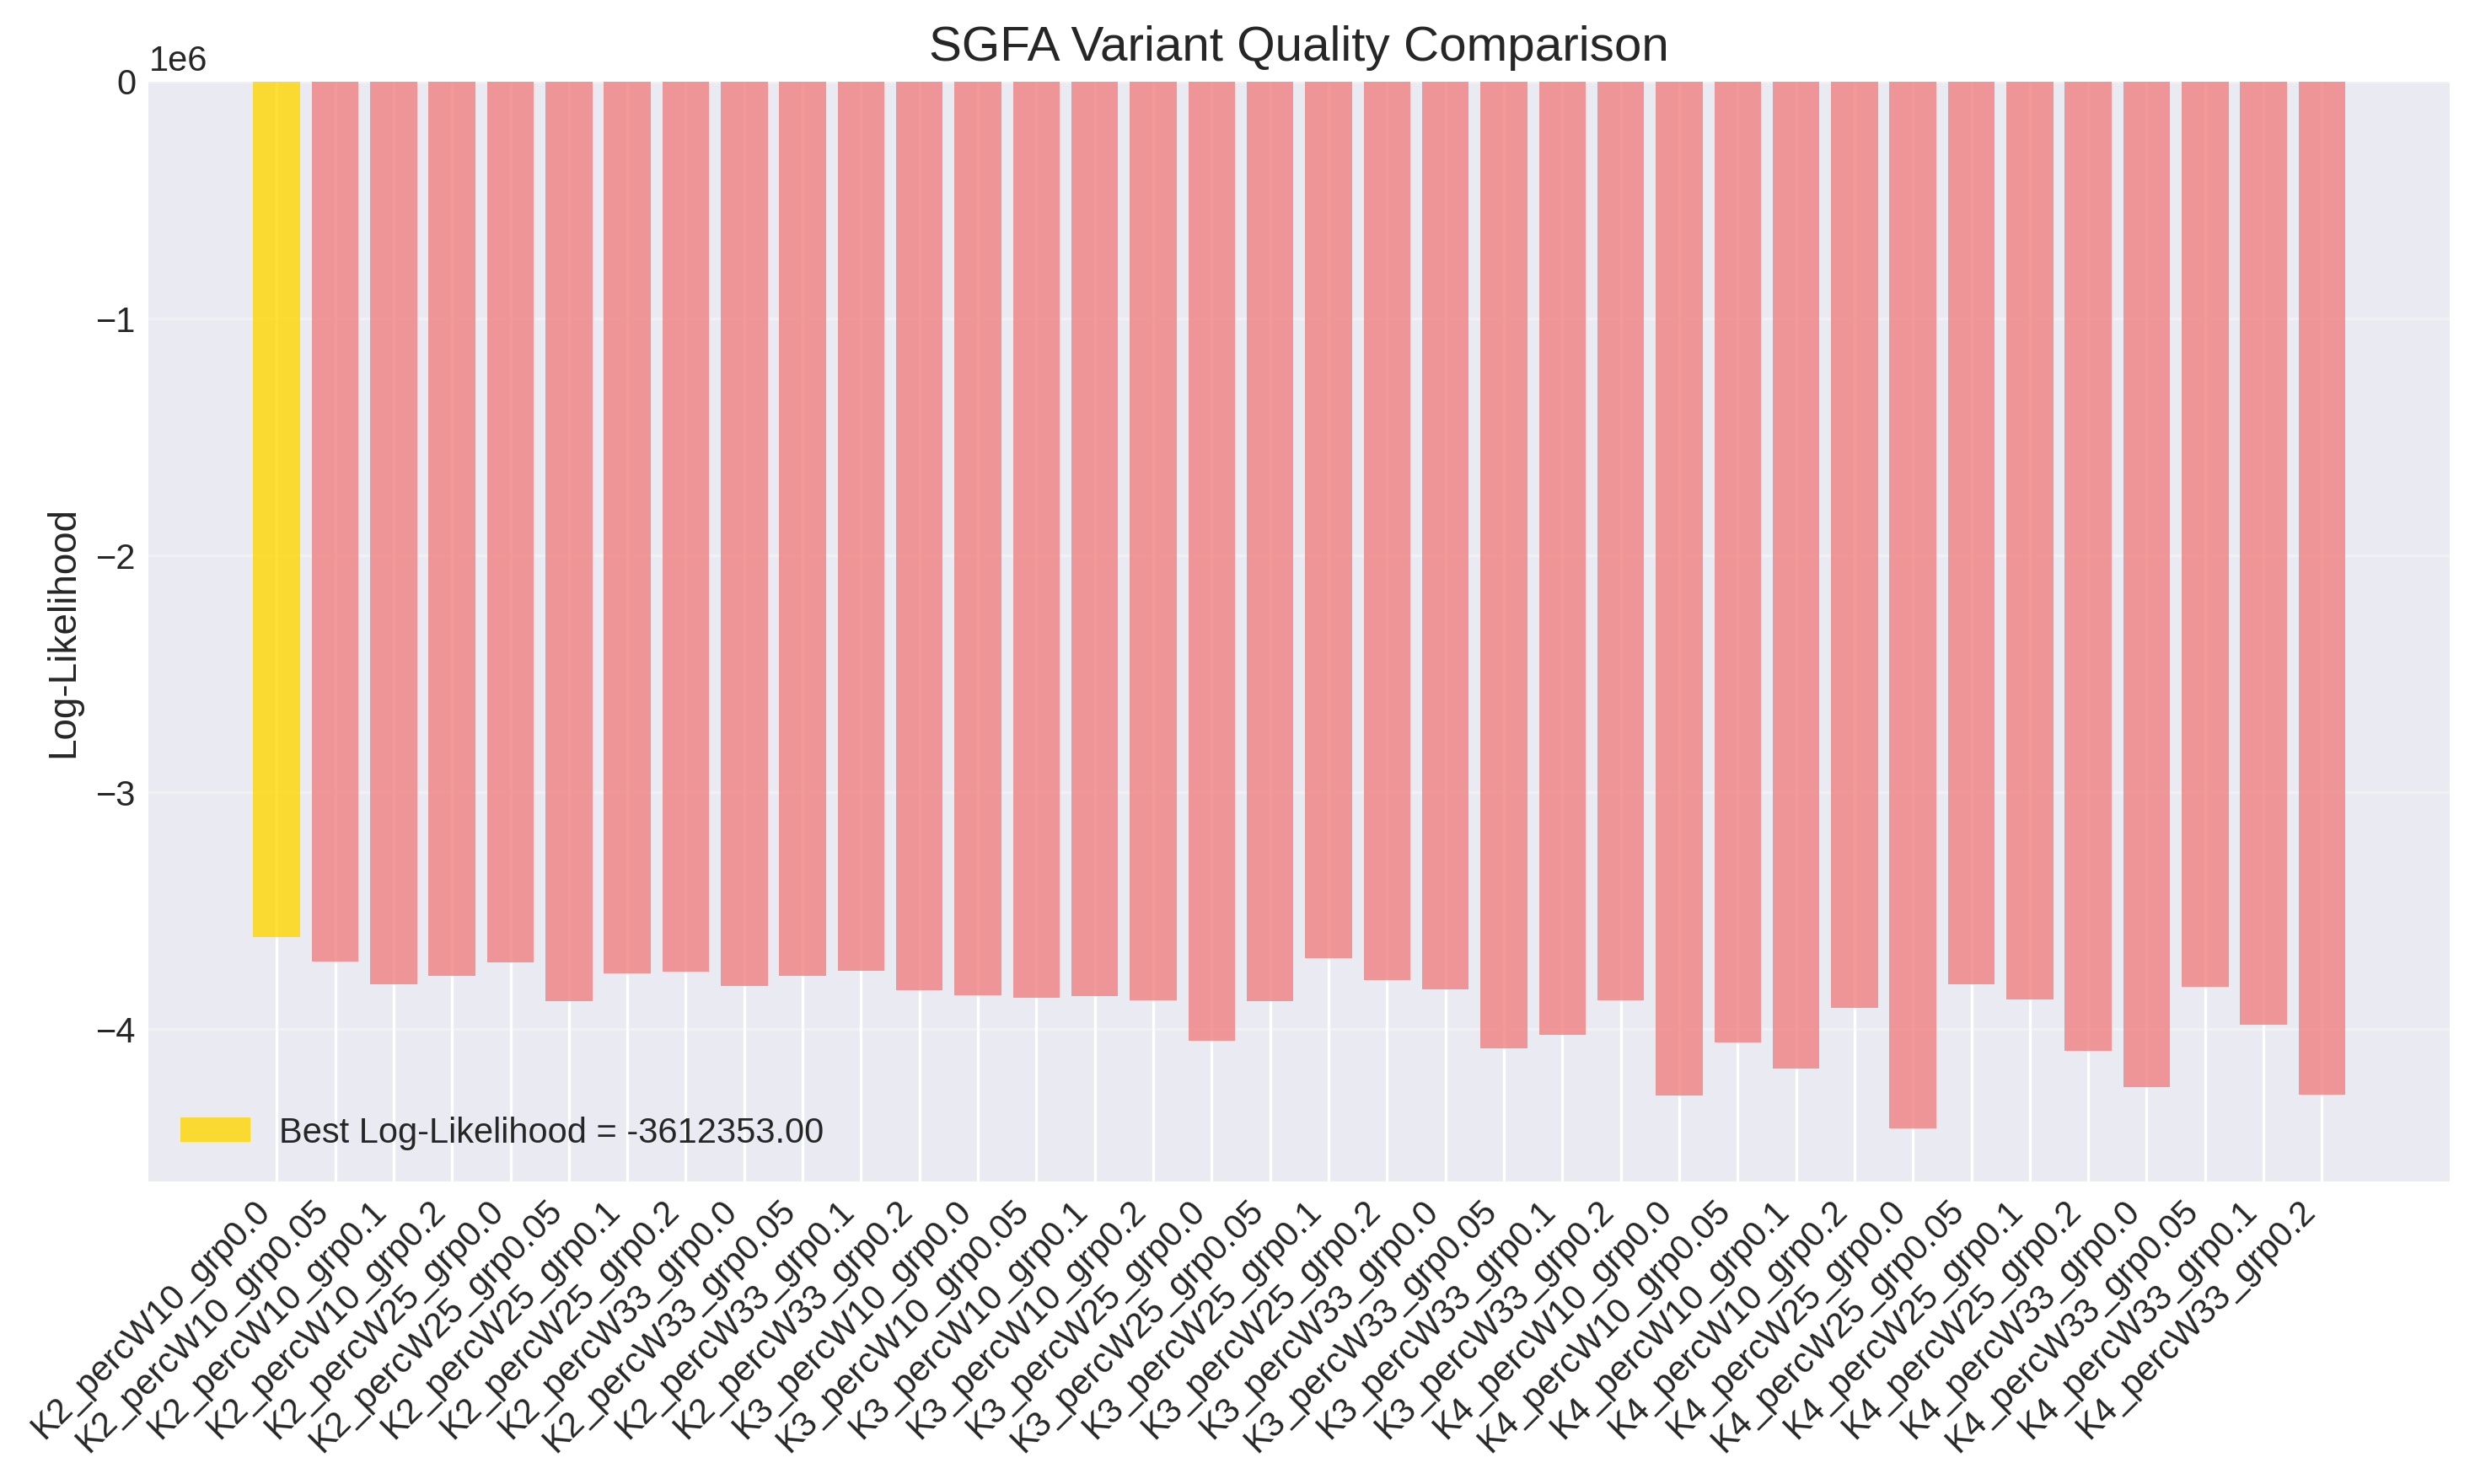 SGFA Variant Quality Comparison
1e6
0
−1
−2
−3
−4
Log-Likelihood
Best Log-Likelihood = -3612353.00
K2_percW10_grp0.0
K2_percW10_grp0.05
K2_percW10_grp0.1
K2_percW10_grp0.2
K2_percW25_grp0.0
K2_percW25_grp0.05
K2_percW25_grp0.1
K2_percW25_grp0.2
K2_percW33_grp0.0
K2_percW33_grp0.05
K2_percW33_grp0.1
K2_percW33_grp0.2
K3_percW10_grp0.0
K3_percW10_grp0.05
K3_percW10_grp0.1
K3_percW10_grp0.2
K3_percW25_grp0.0
K3_percW25_grp0.05
K3_percW25_grp0.1
K3_percW25_grp0.2
K3_percW33_grp0.0
K3_percW33_grp0.05
K3_percW33_grp0.1
K3_percW33_grp0.2
K4_percW10_grp0.0
K4_percW10_grp0.05
K4_percW10_grp0.1
K4_percW10_grp0.2
K4_percW25_grp0.0
K4_percW25_grp0.05
K4_percW25_grp0.1
K4_percW25_grp0.2
K4_percW33_grp0.0
K4_percW33_grp0.05
K4_percW33_grp0.1
K4_percW33_grp0.2